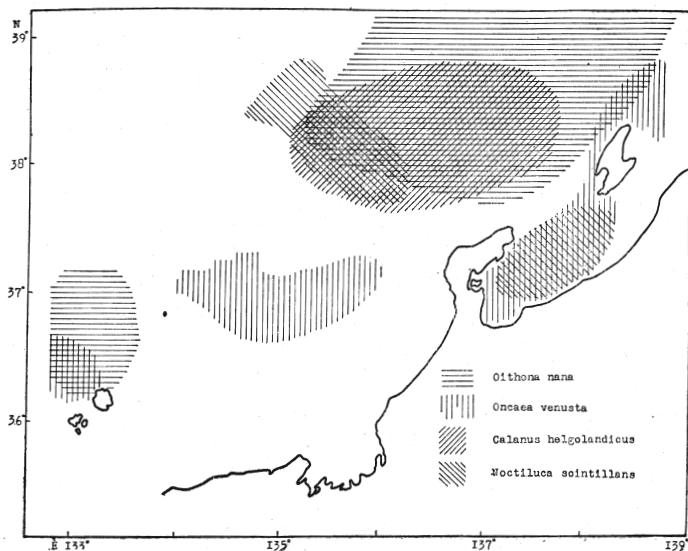 N
39°
38°
37°
36°
Oithona nana
Oncaea venusta
Calanus helgolandicus
Noctiluca scintillans
E 133° 135° 137° 139°